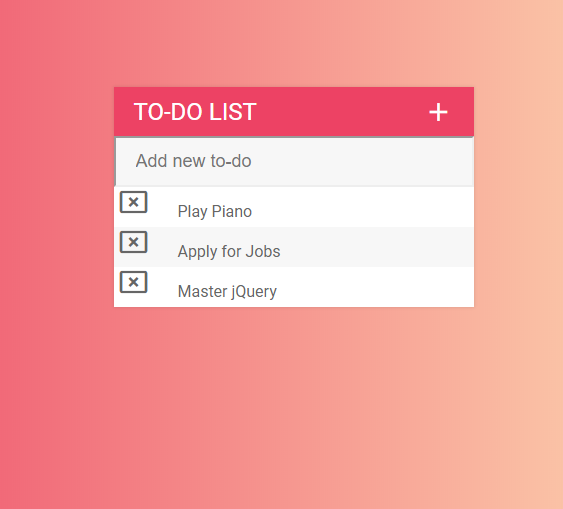 TO-DO LIST
Add new to-do
Play Piano
Apply for Jobs
Master jQuery